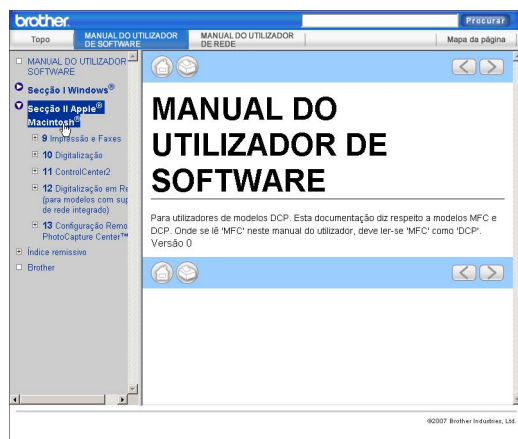 brother.
Procurar
Topo
MANUAL DO UTILIZADOR
DE SOFTWARE
MANUAL DO UTILIZADOR
DE REDE
Mapa da página
MANUAL DO UTILIZADOR
SOFTWARE
Secção I Windows®
Secção II Apple®
Macintosh®
9 Impressão e Faxes
10 Digitalização
11 ControlCenter2
12 Digitalização em Re
(para modelos com sup
de rede integrado)
13 Configuração Remo
PhotoCapture Center™
Índice remissivo
Brother
MANUAL DO
UTILIZADOR DE
SOFTWARE
Para utilizadores de modelos DCP. Esta documentação diz respeito a modelos MFC e
DCP. Onde se lê 'MFC' neste manual do utilizador, deve ler-se 'MFC' como 'DCP'.
Versão 0
©2007 Brother Industries, Ltd.